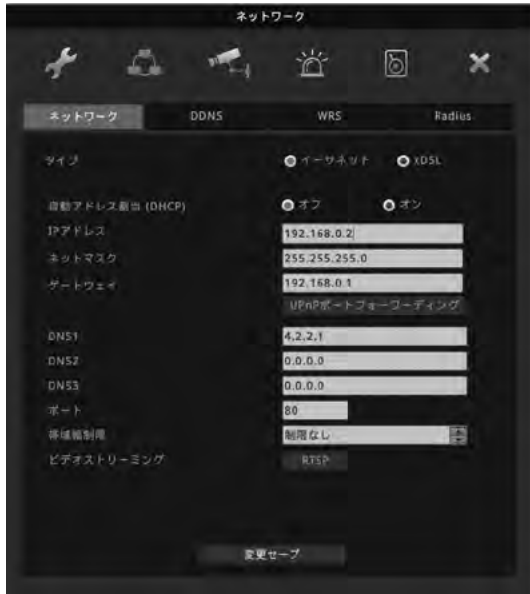 ネットワーク
ネットワーク DDNS WRS Radius
タイプ イーサネット xDSL
自動アドレス割当 (DHCP) オフ オン
IPアドレス 192.168.0.2
ネットマスク 255.255.255.0
ゲートウェイ 192.168.0.1
UPnPポートフォーワーディング
DNS1 4.2.2.1
DNS2 0.0.0.0
DNS3 0.0.0.0
ポート 80
帯域幅制限 制限なし
ビデオストリーミング RTSP
変更セーブ